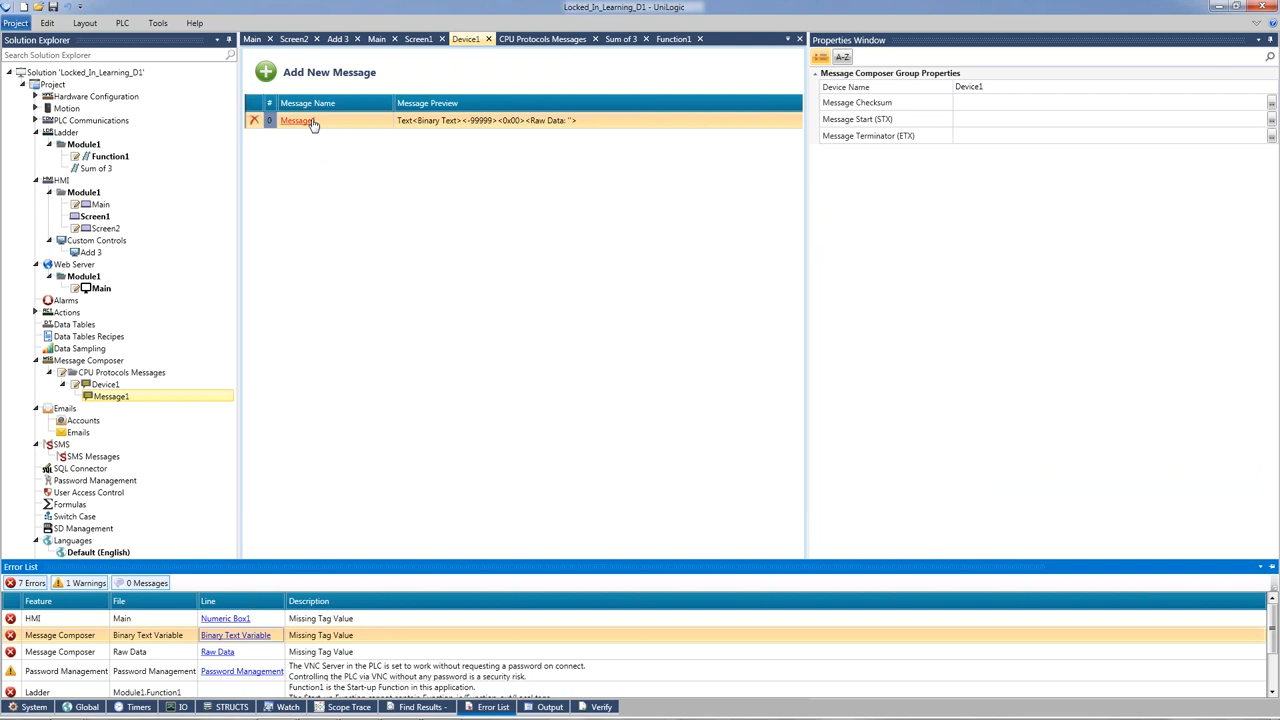 Locked_In_Learning_D1* - UniLogic
Project Edit Layout PLC Tools Help
Solution Explorer
Search Solution Explorer
Solution 'Locked_In_Learning_D1'
Project
Hardware Configuration
Motion
PLC Communications
Ladder
Module1
Function1
Sum of 3
HMI
Module1
Main
Screen1
Screen2
Custom Controls
Add 3
Web Server
Module1
Main
Alarms
Actions
Data Tables
Data Tables Recipes
Data Sampling
Message Composer
CPU Protocols Messages
Device1
Message1
Emails
Accounts
Emails
SMS
SMS Messages
SQL Connector
Password Management
User Access Control
Formulas
Switch Case
SD Management
Languages
Default (English)
Main Screen2 Add 3 Main Screen1 Device1 CPU Protocols Messages Sum of 3 Function1
Add New Message
# Message Name Message Preview
0 Message1 Text<Binary Text><-99999><0x00><Raw Data: ''>
Properties Window
A-Z
Message Composer Group Properties
Device Name Device1
Message Checksum
Message Start (STX)
Message Terminator (ETX)
Error List
7 Errors 1 Warnings 0 Messages
Feature File Line Description
HMI Main Numeric Box1 Missing Tag Value
Message Composer Binary Text Variable Binary Text Variable Missing Tag Value
Message Composer Raw Data Raw Data Missing Tag Value
Password Management Password Management Password Management The VNC Server in the PLC is set to work without requesting a password on connect.
Controlling the PLC via VNC without any password is a security risk.
Ladder Module1.Function1 Function1 is the Start-up Function in this application.
System Global Timers IO STRUCTS Watch Scope Trace Find Results - Error List Output Verify